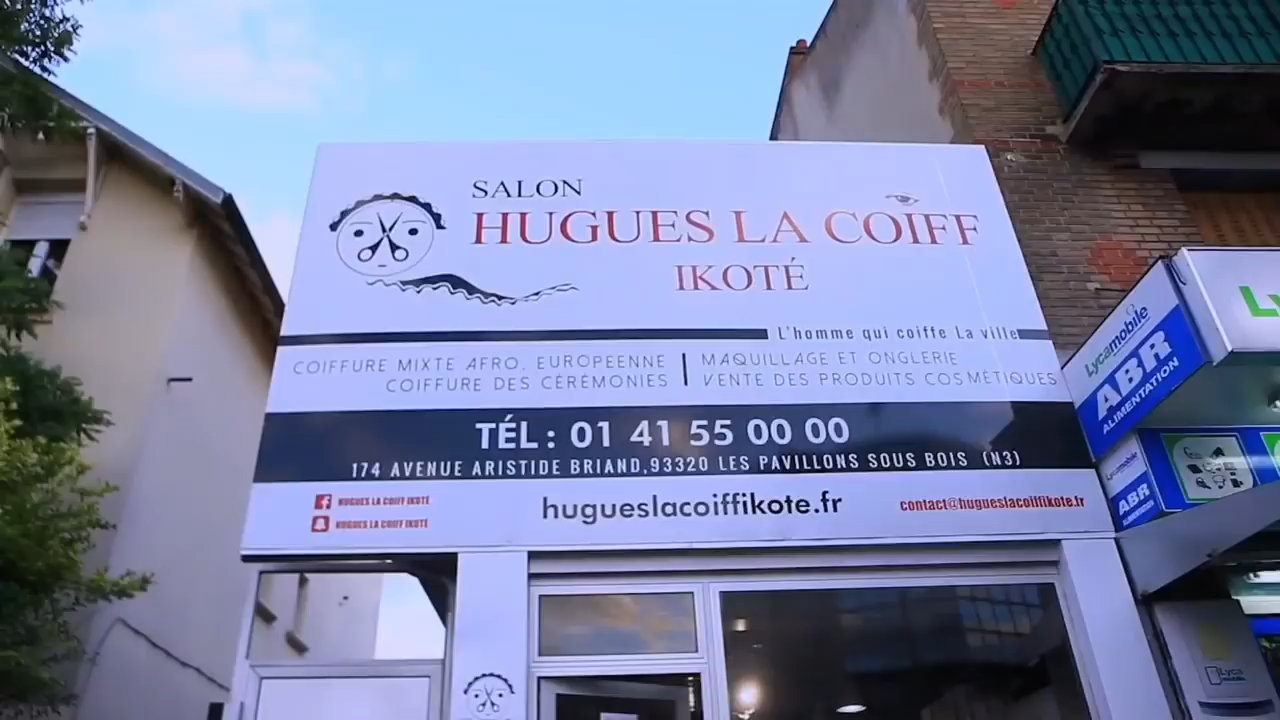 SALON
HUGUES LA COIFF
IKOTÉ
L'homme qui coiffe La ville
COIFFURE MIXTE AFRO, EUROPEENNE
COIFFURE DES CÉRÉMONIES
MAQUILLAGE ET ONGLERIE
VENTE DES PRODUITS COSMÉTIQUES
TÉL : 01 41 55 00 00
174 AVENUE ARISTIDE BRIAND,93320 LES PAVILLONS SOUS BOIS (N3)
HUGUES LA COIFF IKOTÉ
HUGUES LA COIFF IKOTÉ
hugueslacoiffikote.fr
contact@hugueslacoiffikote.fr
Lycamobile
ABR
ALIMENTATION
Lycamobile
ABR
ALIMENTATION
Lyca